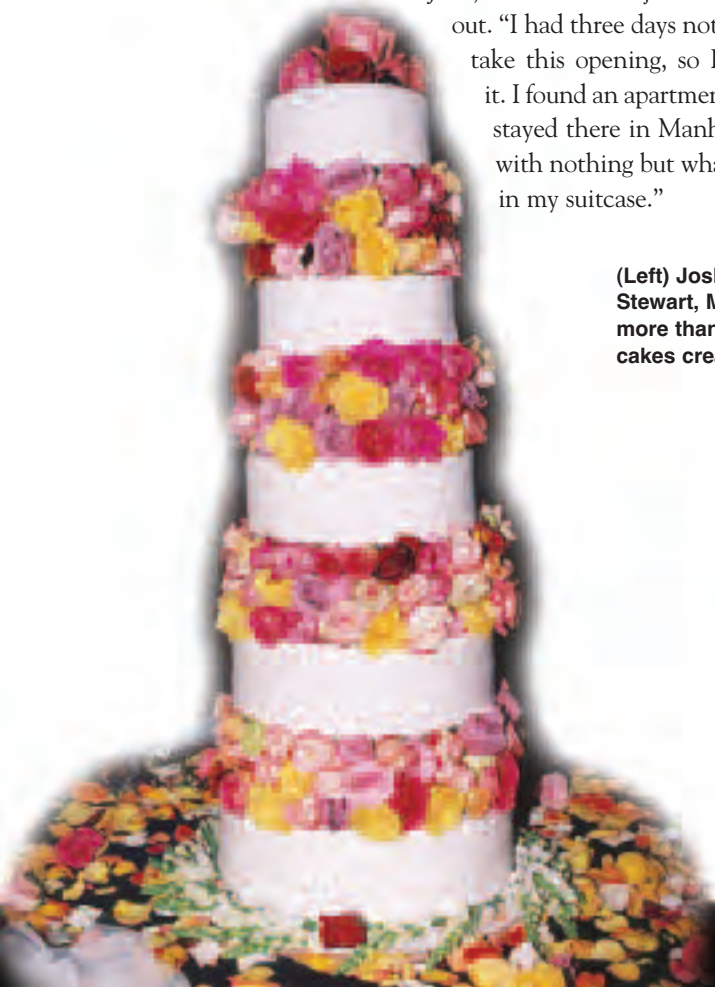 out. “I had three days not
take this opening, so I
it. I found an apartmen
stayed there in Manh
with nothing but wha
in my suitcase.”
(Left) Josh
Stewart, M
more than
cakes crea